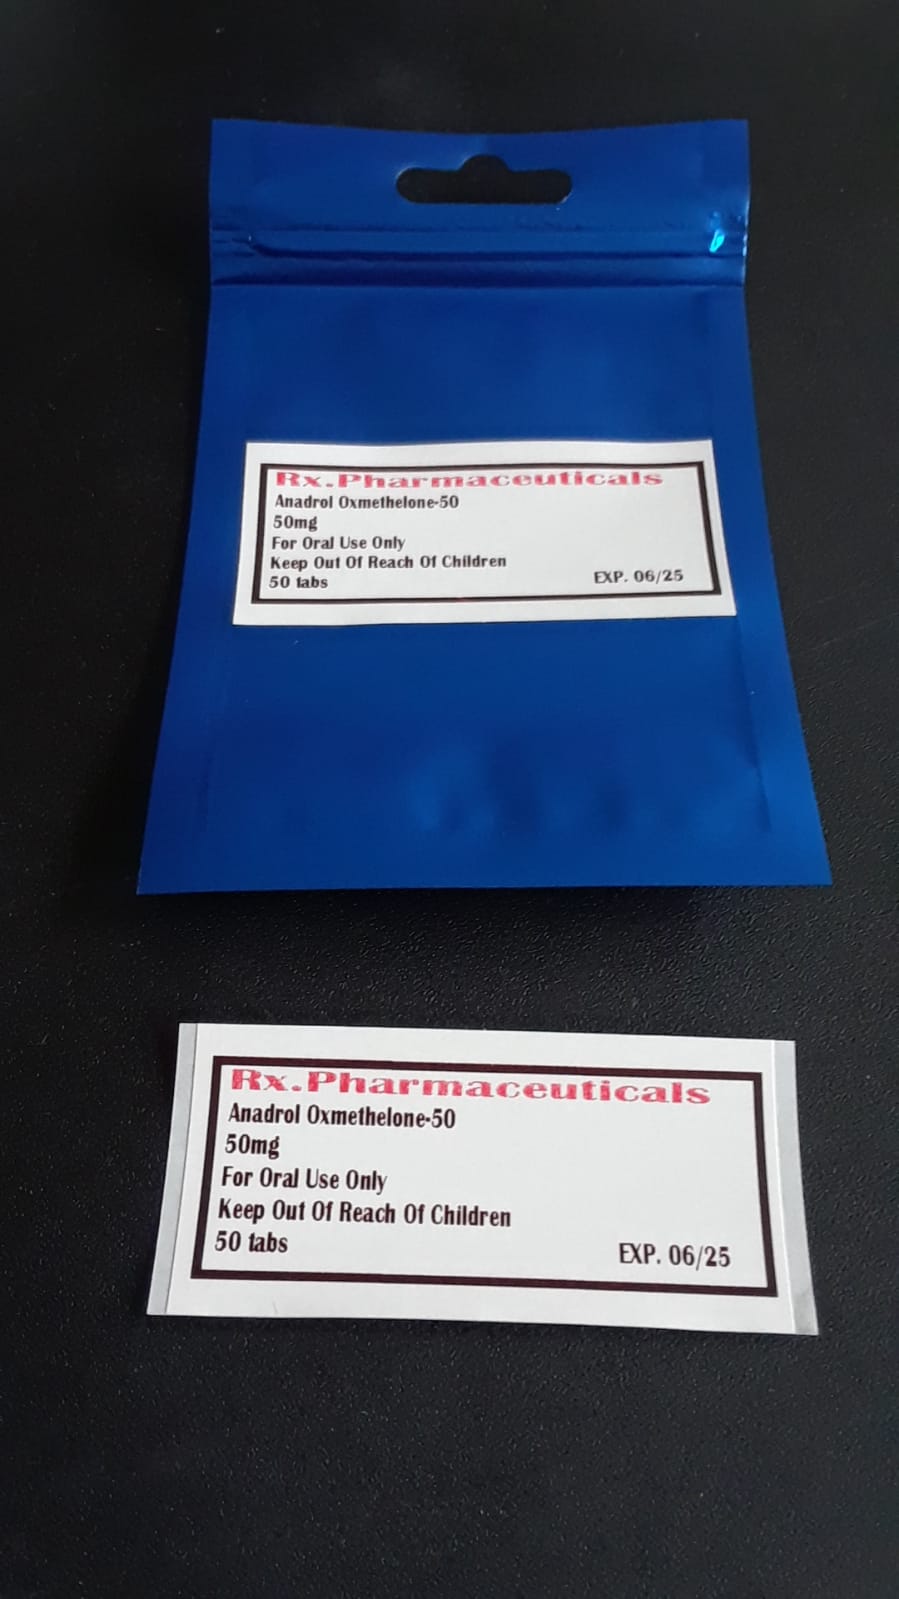 Rx.Pharmaceuticals
Anadrol Oxmethelone-50
50mg
For Oral Use Only
Keep Out Of Reach Of Children
50 tabs
EXP. 06/25
Rx.Pharmaceuticals
Anadrol Oxmethelone-50
50mg
For Oral Use Only
Keep Out Of Reach Of Children
50 tabs
EXP. 06/25